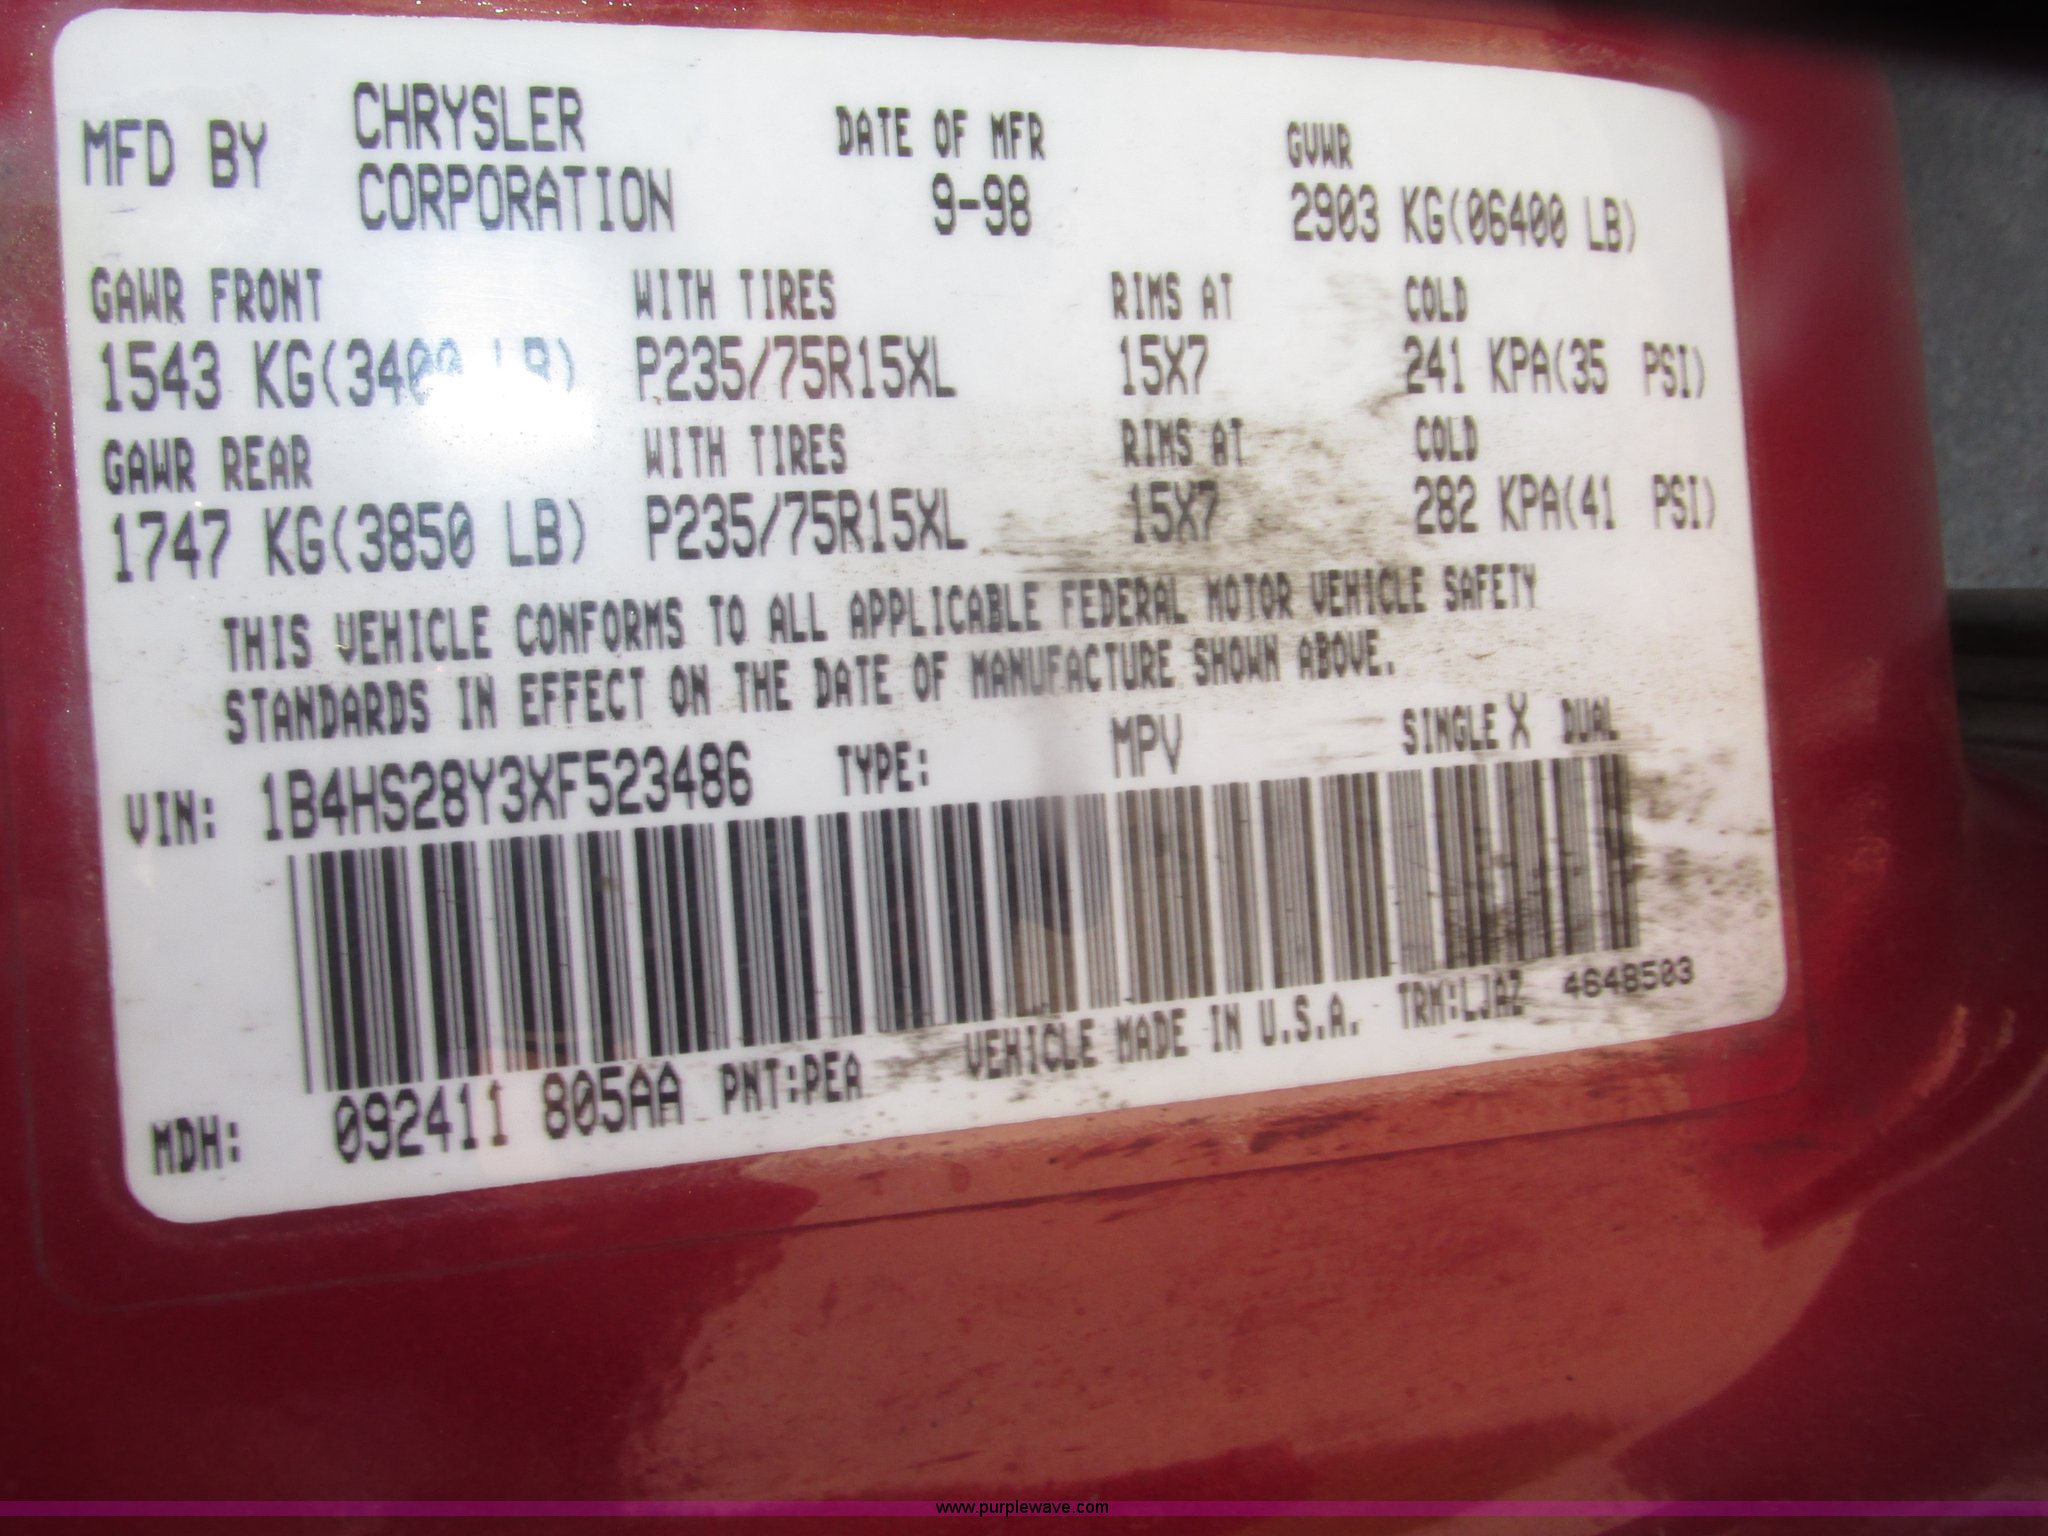 MFD BY CHRYSLER CORPORATION DATE OF MFR 9-98 GVWR 2903 KG(06400 LB)
GAWR FRONT WITH TIRES RIMS AT COLD
1543 KG(3400 LB) P235/75R15XL 15X7 241 KPA(35 PSI)
GAWR REAR WITH TIRES RIMS AT COLD
1747 KG(3850 LB) P235/75R15XL 15X7 282 KPA(41 PSI)
THIS VEHICLE CONFORMS TO ALL APPLICABLE FEDERAL MOTOR VEHICLE SAFETY
STANDARDS IN EFFECT ON THE DATE OF MANUFACTURE SHOWN ABOVE.
VIN: 1B4HS28Y3XF523486 TYPE: MPV SINGLE X DUAL
MDH: 092411 805AA PNT:PEA VEHICLE MADE IN U.S.A. TRM:LJAZ 4648503
www.purplewave.com